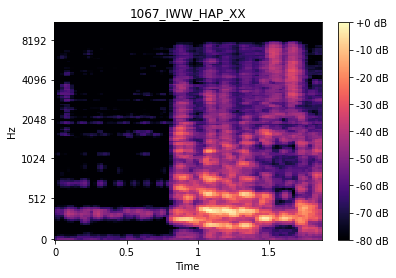 1067_IWW_HAP_XX
Hz
8192
4096
2048
1024
512
0
0
0.5
1
1.5
Time
+0 dB
-10 dB
-20 dB
-30 dB
-40 dB
-50 dB
-60 dB
-70 dB
-80 dB